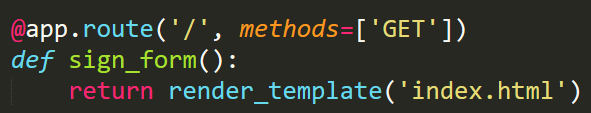 @app.route('/', methods=['GET'])
def sign_form():
    return render_template('index.html')